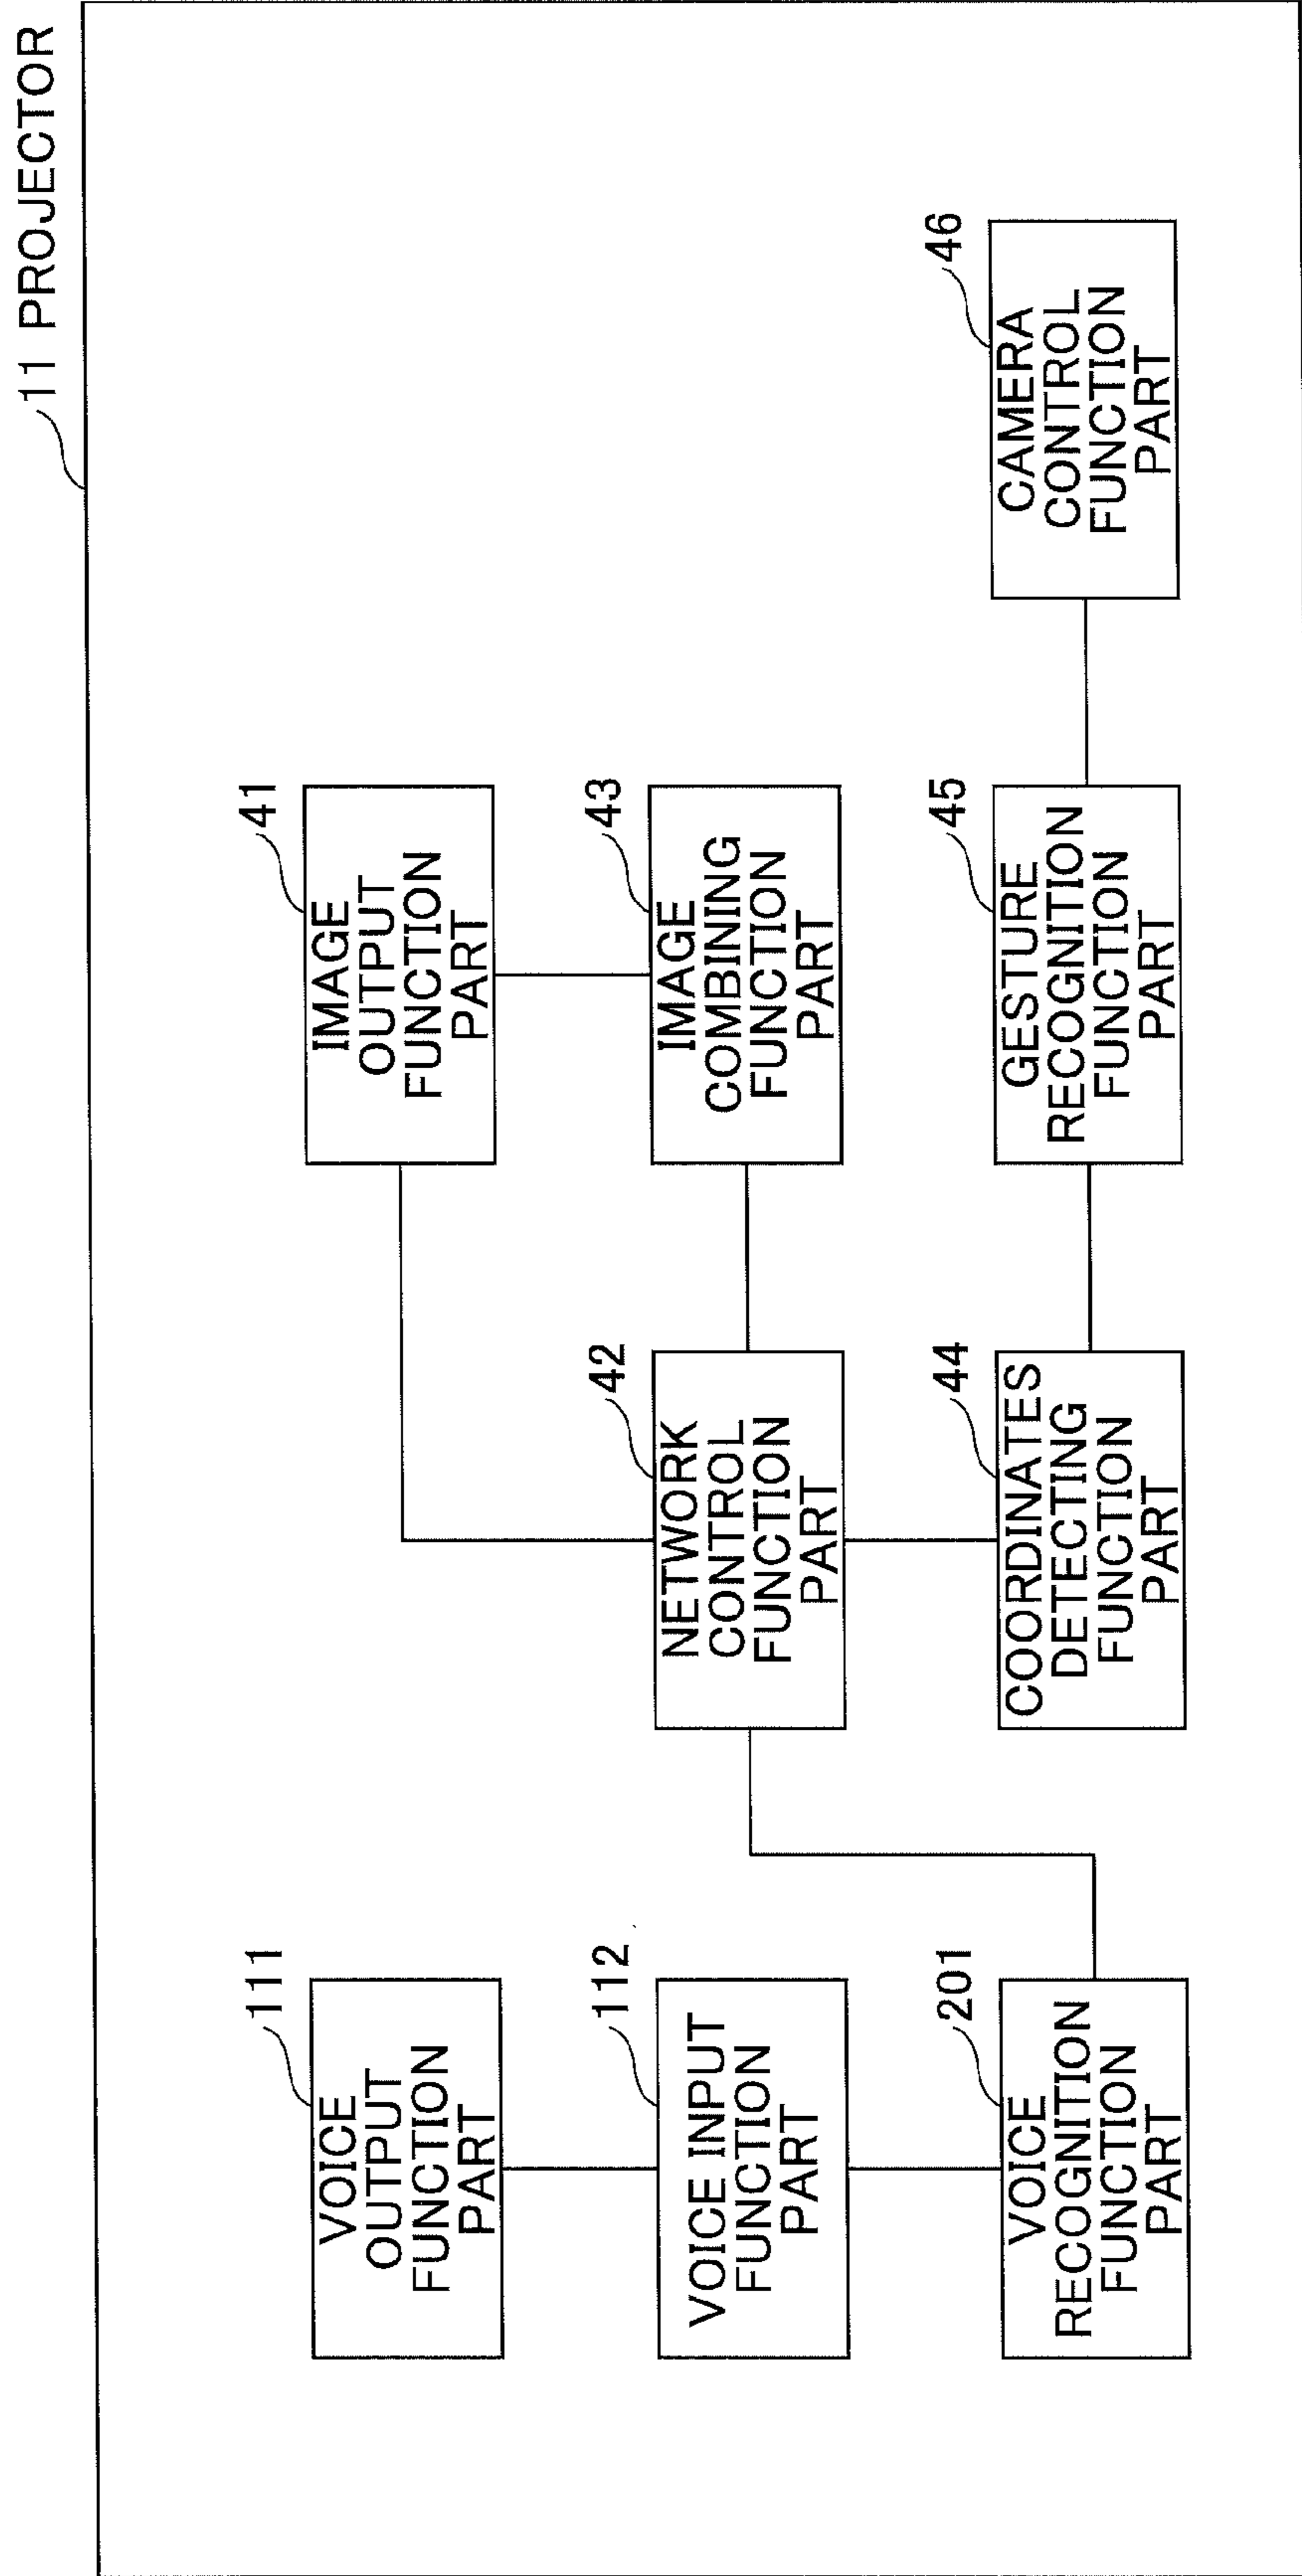 11 PROJECTOR
111
VOICE
OUTPUT
FUNCTION
PART
112
VOICE INPUT
FUNCTION
PART
201
VOICE
RECOGNITION
FUNCTION
PART
41
IMAGE
OUTPUT
FUNCTION
PART
42
NETWORK
CONTROL
FUNCTION
PART
43
IMAGE
COMBINING
FUNCTION
PART
44
COORDINATES
DETECTING
FUNCTION
PART
45
GESTURE
RECOGNITION
FUNCTION
PART
46
CAMERA
CONTROL
FUNCTION
PART